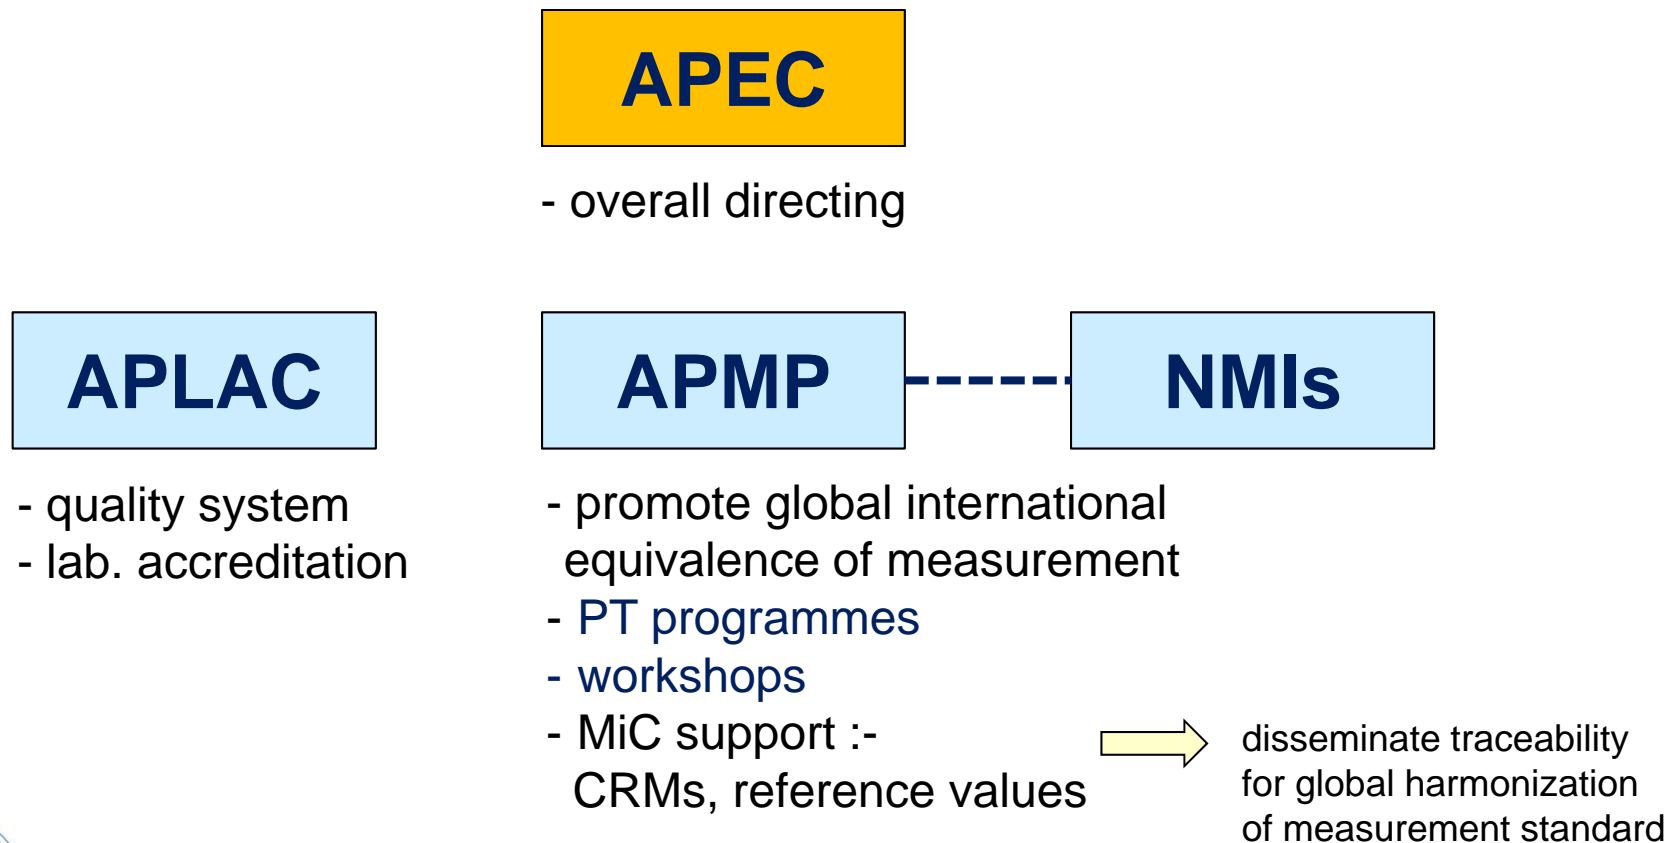 APEC
- overall directing
APLAC
- quality system
- lab. accreditation
APMP
NMIs
- promote global international
equivalence of measurement
- PT programmes
- workshops
- MiC support :-
CRMs, reference values
disseminate traceability
for global harmonization
of measurement standard